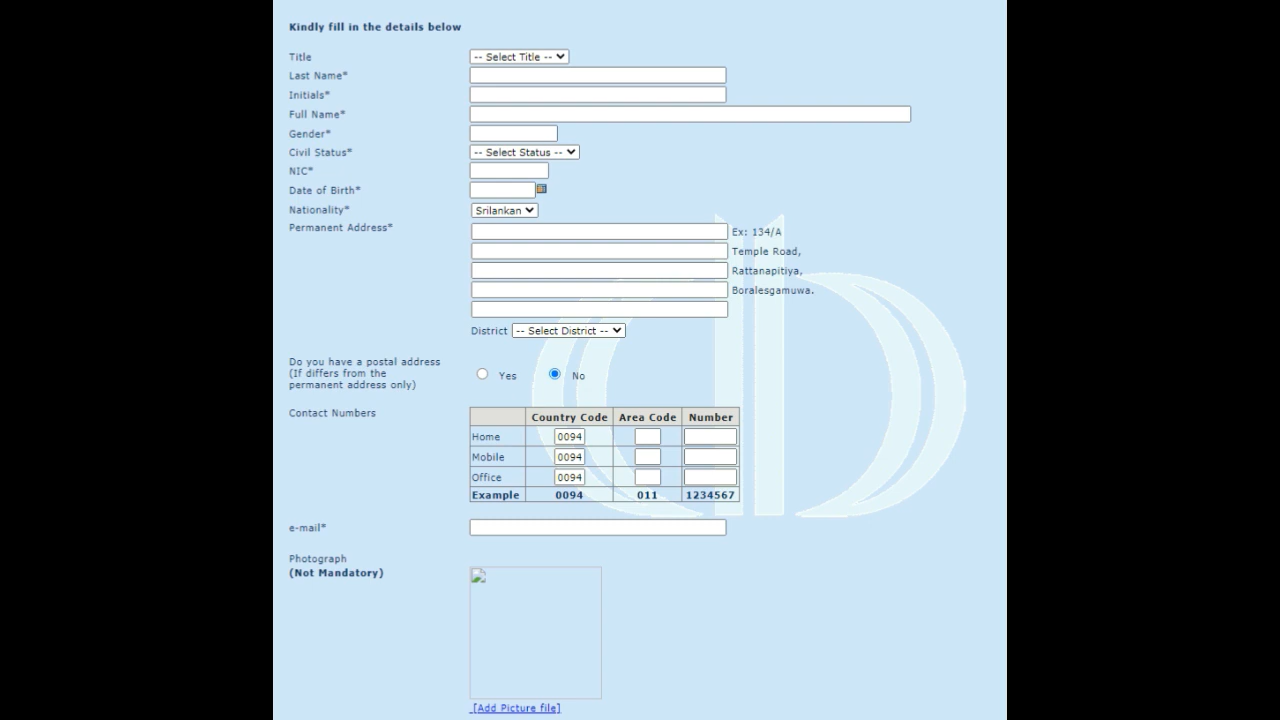 Kindly fill in the details below
Title -- Select Title --
Last Name*
Initials*
Full Name*
Gender*
Civil Status* -- Select Status --
NIC*
Date of Birth*
Nationality* Srilankan
Permanent Address* Ex: 134/A
Temple Road,
Rattanapitiya,
Boralesgamuwa.
District -- Select District --
Do you have a postal address
(If differs from the
permanent address only)
Yes No
Contact Numbers
Country Code Area Code Number
Home 0094
Mobile 0094
Office 0094
Example 0094 011 1234567
e-mail*
Photograph
(Not Mandatory)
[Add Picture file]